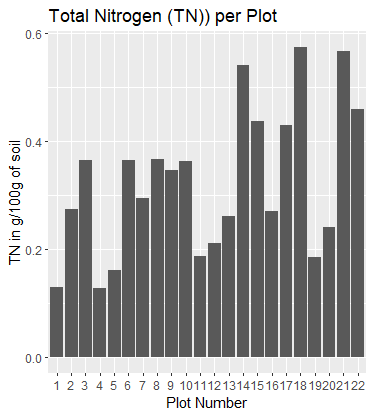 Total Nitrogen (TN)) per Plot
TN in g/100g of soil
0.6
0.4
0.2
0.0
1 2 3 4 5 6 7 8 9 10 11 12 13 14 15 16 17 18 19 20 21 22
Plot Number